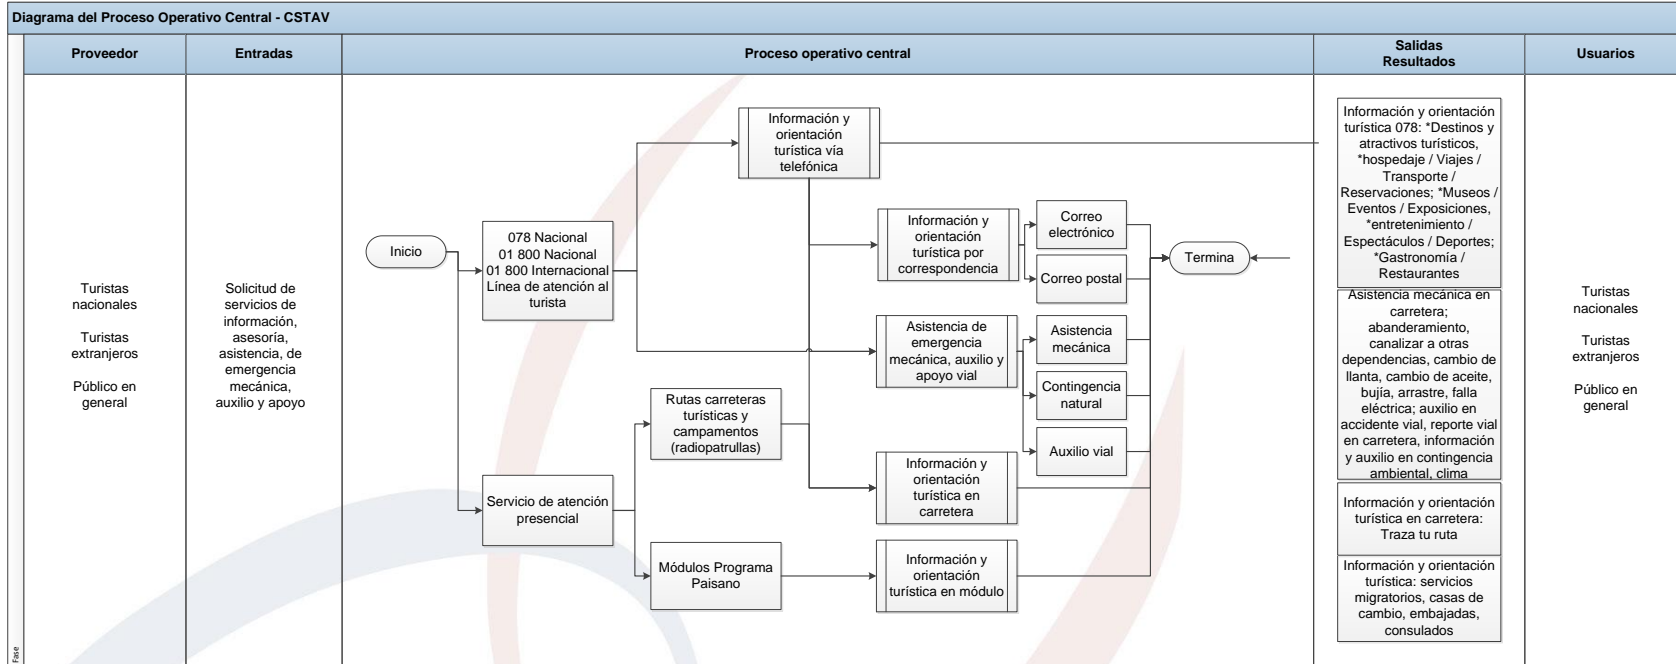 Diagrama del Proceso Operativo Central - CSTAV
Proveedor
Entradas
Proceso operativo central
Salidas
Resultados
Usuarios
Fase
Turistas
nacionales
Turistas
extranjeros
Público en
general
Solicitud de
servicios de
información,
asesoría,
asistencia, de
emergencia
mecánica,
auxilio y apoyo
Inicio
078 Nacional
01 800 Nacional
01 800 Internacional
Línea de atención al
turista
Servicio de atención
presencial
Rutas carreteras
turísticas y
campamentos
(radiopatrullas)
Módulos Programa
Paisano
Información y
orientación
turística vía
telefónica
Información y
orientación
turística por
correspondencia
Asistencia de
emergencia
mecánica, auxilio y
apoyo vial
Información y
orientación
turística en
carretera
Información y
orientación
turística en módulo
Correo
electrónico
Correo postal
Asistencia
mecánica
Contingencia
natural
Auxilio vial
Termina
Información y orientación
turística 078: *Destinos y
atractivos turísticos,
*hospedaje / Viajes /
Transporte /
Reservaciones; *Museos /
Eventos / Exposiciones,
*entretenimiento /
Espectáculos / Deportes;
*Gastronomía /
Restaurantes
Asistencia mecánica en
carretera;
abanderamiento,
canalizar a otras
dependencias, cambio de
llanta, cambio de aceite,
bujía, arrastre, falla
eléctrica; auxilio en
accidente vial, reporte vial
en carretera, información
y auxilio en contingencia
ambiental, clima
Información y orientación
turística en carretera:
Traza tu ruta
Información y orientación
turística: servicios
migratorios, casas de
cambio, embajadas,
consulados
Turistas
nacionales
Turistas
extranjeros
Público en
general